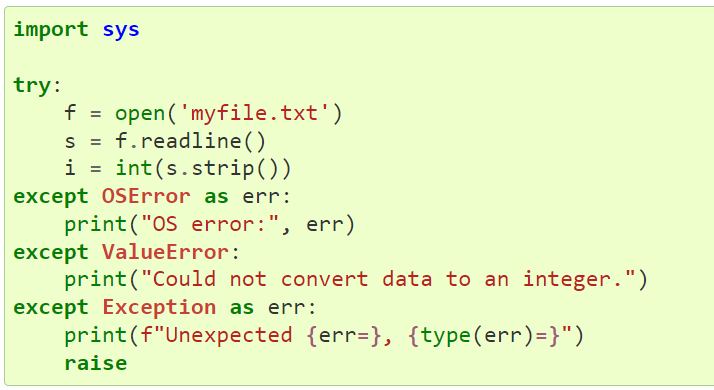 import sys

try:
    f = open('myfile.txt')
    s = f.readline()
    i = int(s.strip())
except OSError as err:
    print("OS error:", err)
except ValueError:
    print("Could not convert data to an integer.")
except Exception as err:
    print(f"Unexpected {err=}, {type(err)=}")
    raise